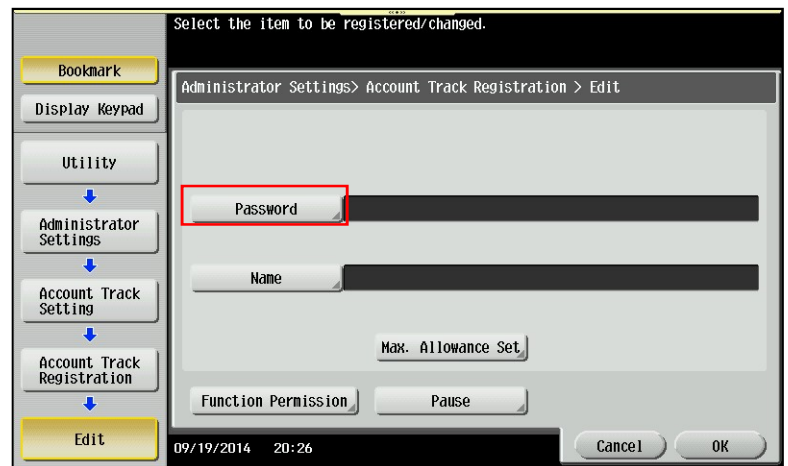 Select the item to be registered/changed.
Bookmark
Display Keypad
Utility
Administrator
Settings
Account Track
Setting
Account Track
Registration
Edit
Administrator Settings> Account Track Registration > Edit
Password
Name
Max. Allowance Set
Function Permission
Pause
09/19/2014 20:26
Cancel
OK